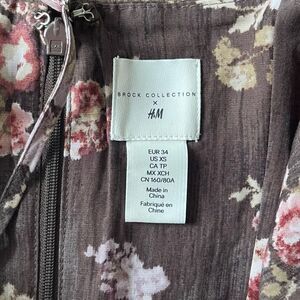 BROCK COLLECTION
×
H&M
EUR 34
US XS
CA TP
MX XCH
CN 160/80A
Made in
China
Fabriqué en
Chine